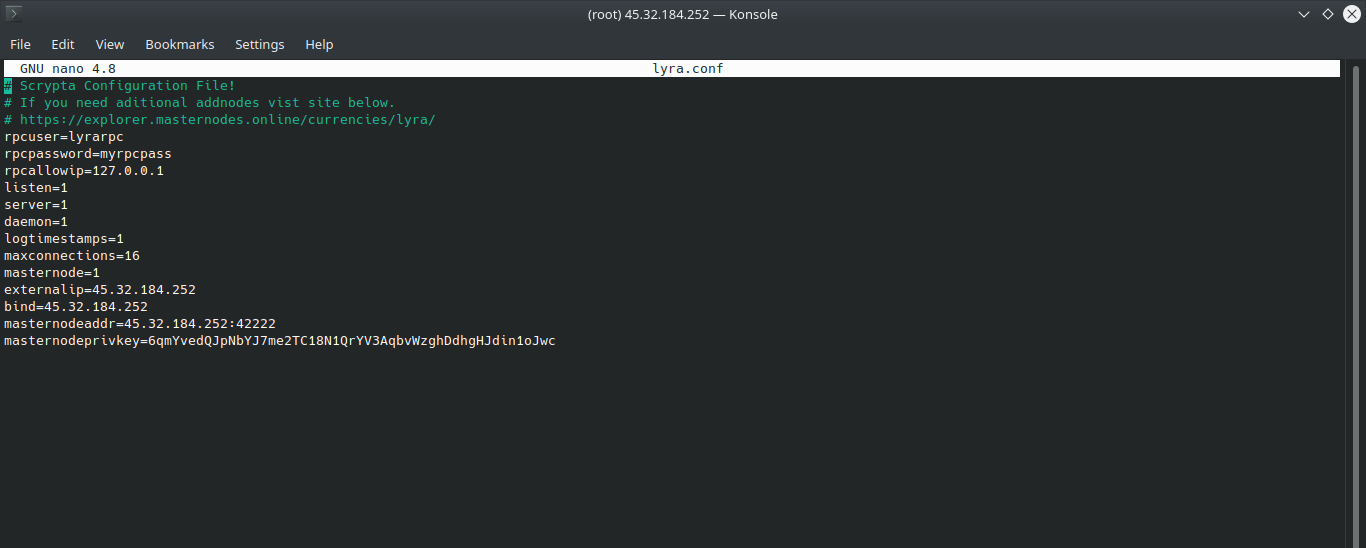 (root) 45.32.184.252 — Konsole
File Edit View Bookmarks Settings Help
GNU nano 4.8 lyra.conf
# Scrypta Configuration File!
# If you need aditional addnodes vist site below.
# https://explorer.masternodes.online/currencies/lyra/
rpcuser=lyrarpc
rpcpassword=myrpcpass
rpcallowip=127.0.0.1
listen=1
server=1
daemon=1
logtimestamps=1
maxconnections=16
masternode=1
externalip=45.32.184.252
bind=45.32.184.252
masternodeaddr=45.32.184.252:42222
masternodeprivkey=6qmYvedQJpNbYJ7me2TC18N1QrYV3AqbvWzghDdhgHJdin1oJwc